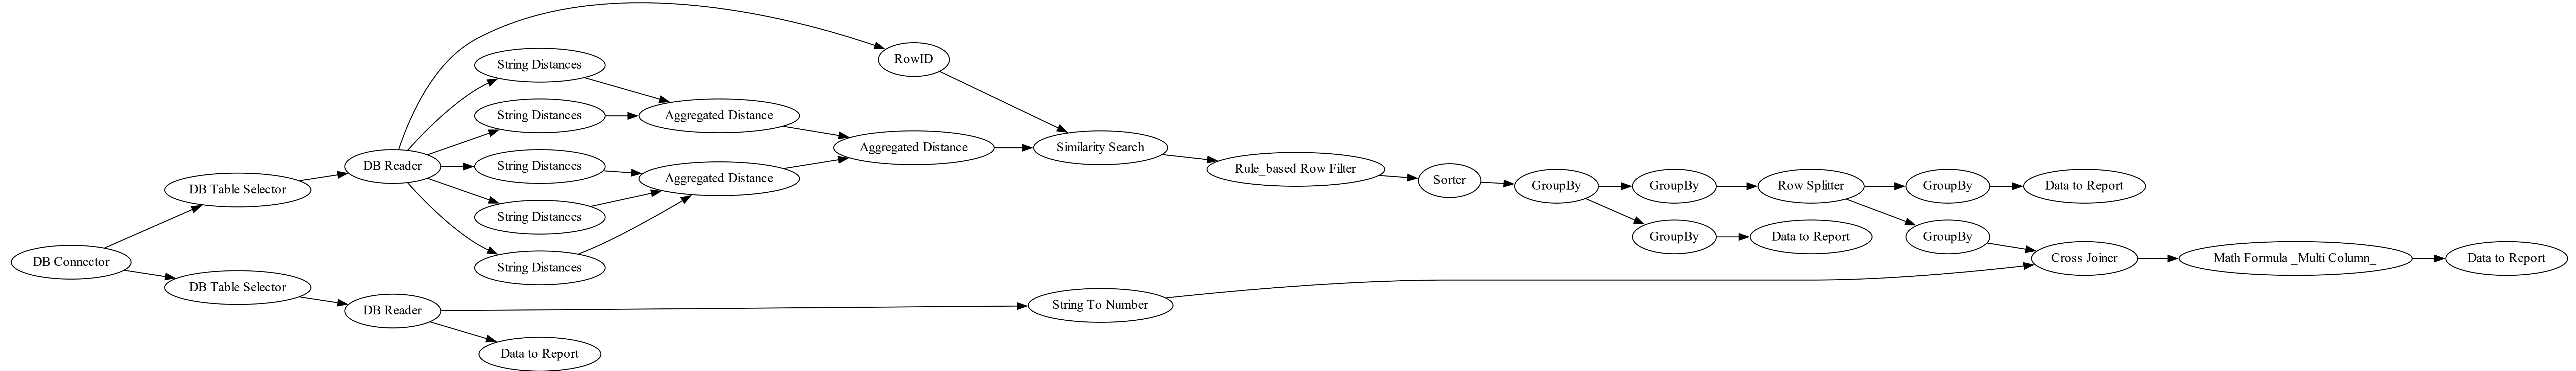 DB Connector
DB Table Selector
DB Table Selector
DB Reader
DB Reader
String Distances
String Distances
String Distances
String Distances
String Distances
Data to Report
Aggregated Distance
Aggregated Distance
RowID
Aggregated Distance
Similarity Search
String To Number
Rule_based Row Filter
Sorter
GroupBy
GroupBy
GroupBy
Row Splitter
Data to Report
GroupBy
GroupBy
Data to Report
Cross Joiner
Math Formula _Multi Column_
Data to Report